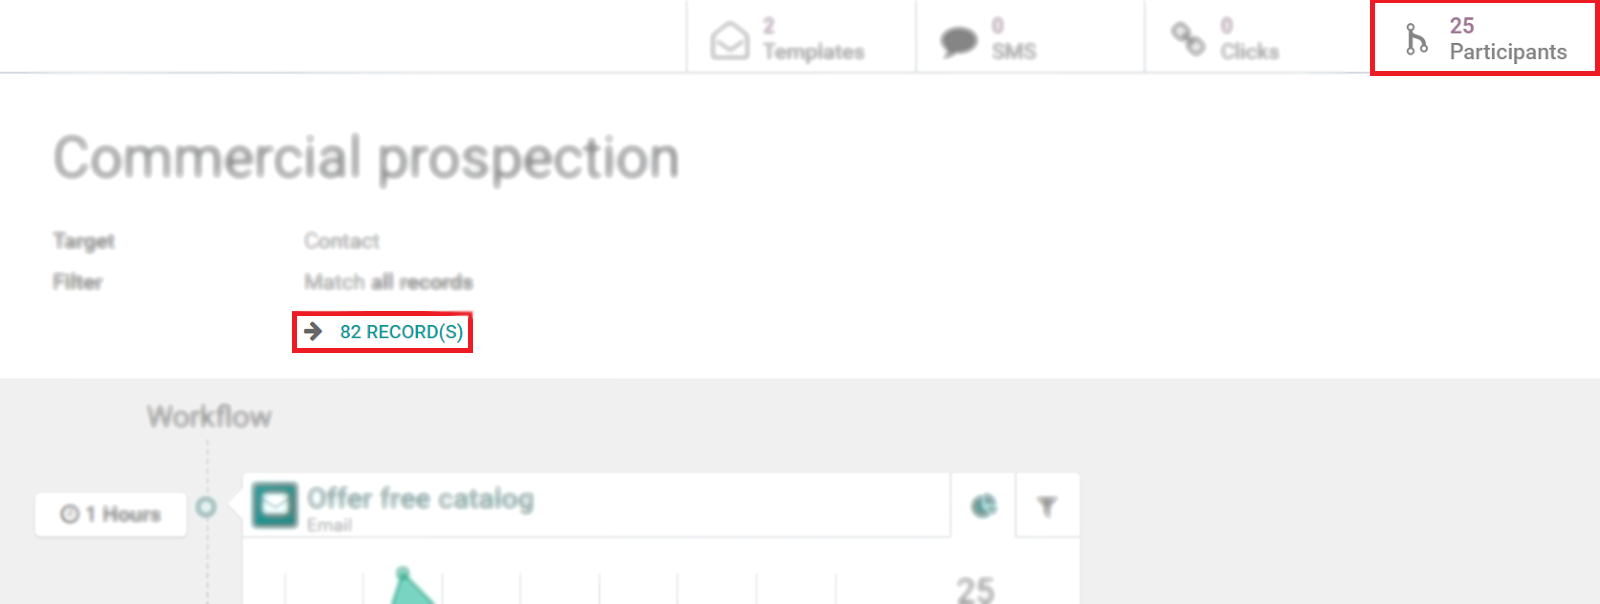 2
Templates
0
SMS
0
Clicks
25
Participants
Commercial prospection
Target Contact
Filter Match all records
82 RECORD(S)
Workflow
1 Hours
Offer free catalog
Email
25